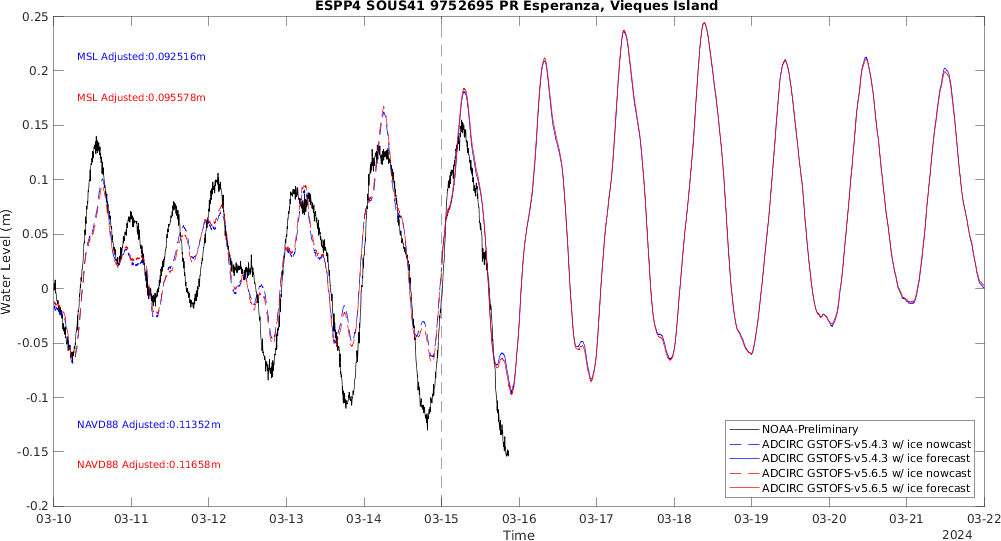 ESPP4 SOUS41 9752695 PR Esperanza, Vieques Island
0.25
0.2
0.15
0.1
0.05
0
-0.05
-0.1
-0.15
-0.2
Water Level (m)
MSL Adjusted:0.092516m
MSL Adjusted:0.095578m
NAVD88 Adjusted:0.11352m
NAVD88 Adjusted:0.11658m
NOAA-Preliminary
ADCIRC GSTOFS-v5.4.3 w/ ice nowcast
ADCIRC GSTOFS-v5.4.3 w/ ice forecast
ADCIRC GSTOFS-v5.6.5 w/ ice nowcast
ADCIRC GSTOFS-v5.6.5 w/ ice forecast
03-10 03-11 03-12 03-13 03-14 03-15 03-16 03-17 03-18 03-19 03-20 03-21 03-22
Time
2024